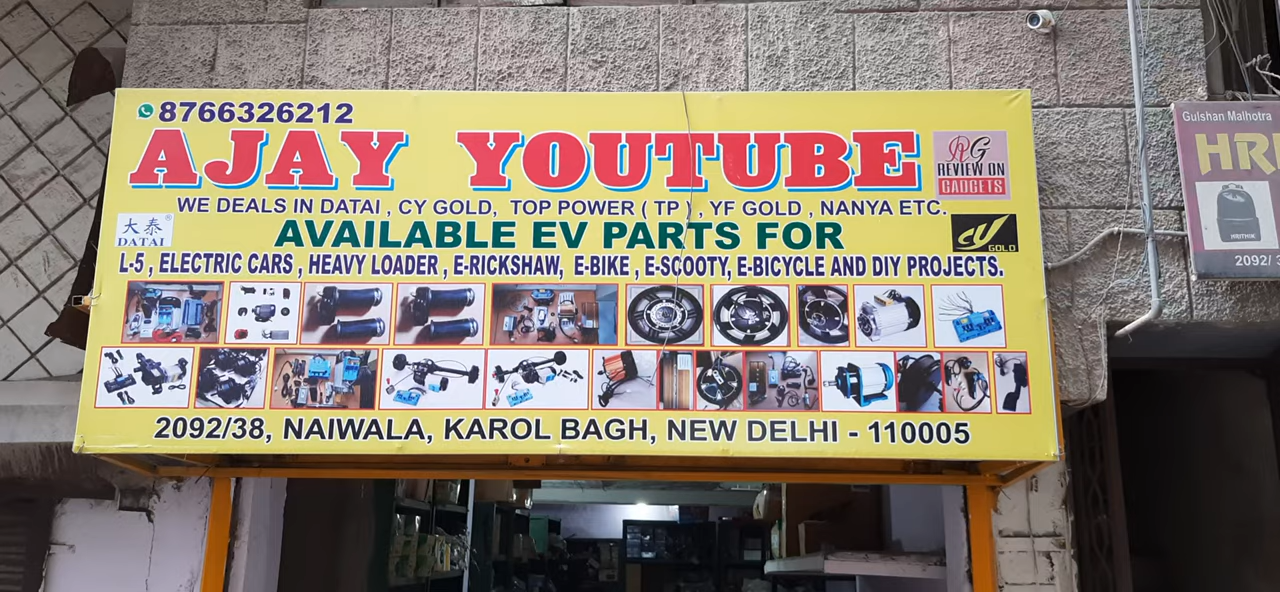 8766326212
AJAY YOUTUBE
RG
REVIEW ON
GADGETS
WE DEALS IN DATAI , CY GOLD, TOP POWER ( TP ) , YF GOLD , NANYA ETC.
大泰®
DATAI
AVAILABLE EV PARTS FOR
CY
GOLD
L-5 , ELECTRIC CARS , HEAVY LOADER , E-RICKSHAW, E-BIKE , E-SCOOTY, E-BICYCLE AND DIY PROJECTS.
2092/38, NAIWALA, KAROL BAGH, NEW DELHI - 110005
Gulshan Malhotra
HRITHIK
2092/